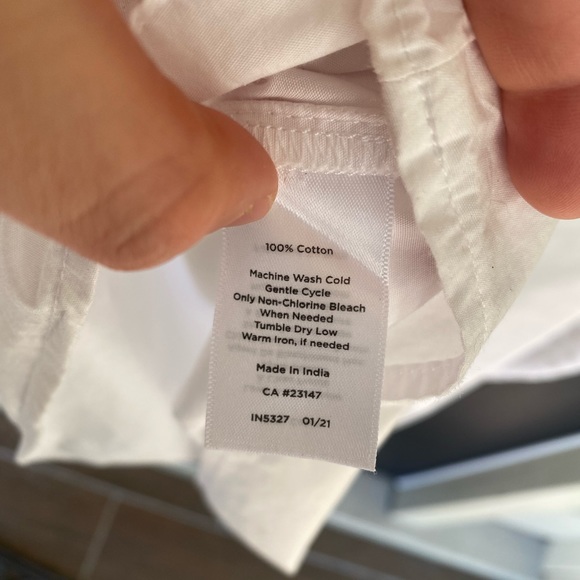 100% Cotton
Machine Wash Cold
Gentle Cycle
Only Non-Chlorine Bleach
When Needed
Tumble Dry Low
Warm Iron, if needed
Made In India
CA #23147
IN5327 01/21